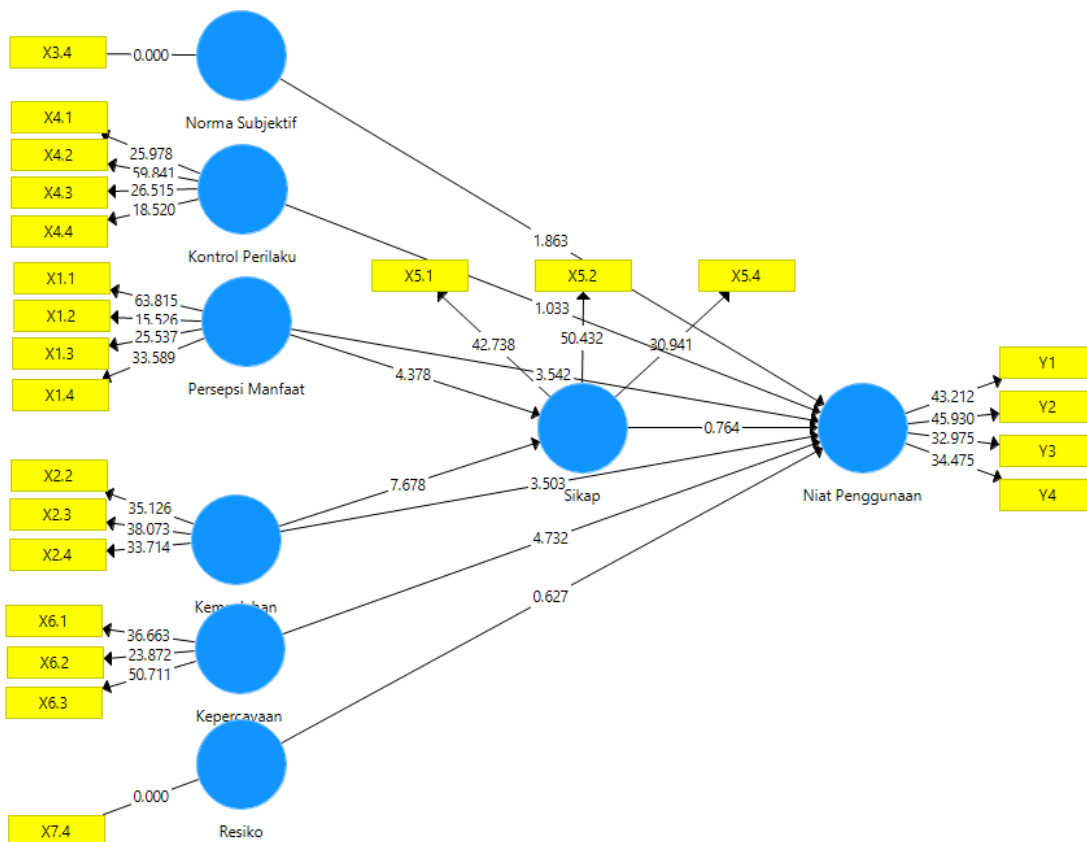 X3.4
0.000
Norma Subjektif
X4.1
X4.2
X4.3
X4.4
25.978
59.841
26.515
18.520
Kontrol Perilaku
X1.1
X1.2
X1.3
X1.4
63.815
15.526
25.537
33.589
Persepsi Manfaat
X2.2
X2.3
X2.4
35.126
38.073
33.714
X6.1
X6.2
X6.3
36.663
23.872
50.711
Kepercayaan
X7.4
0.000
Resiko
X5.1
X5.2
X5.4
42.738
50.432
30.941
Sikap
1.863
1.033
3.542
4.378
0.764
7.678
3.503
4.732
0.627
Niat Penggunaan
43.212
45.930
32.975
34.475
Y1
Y2
Y3
Y4